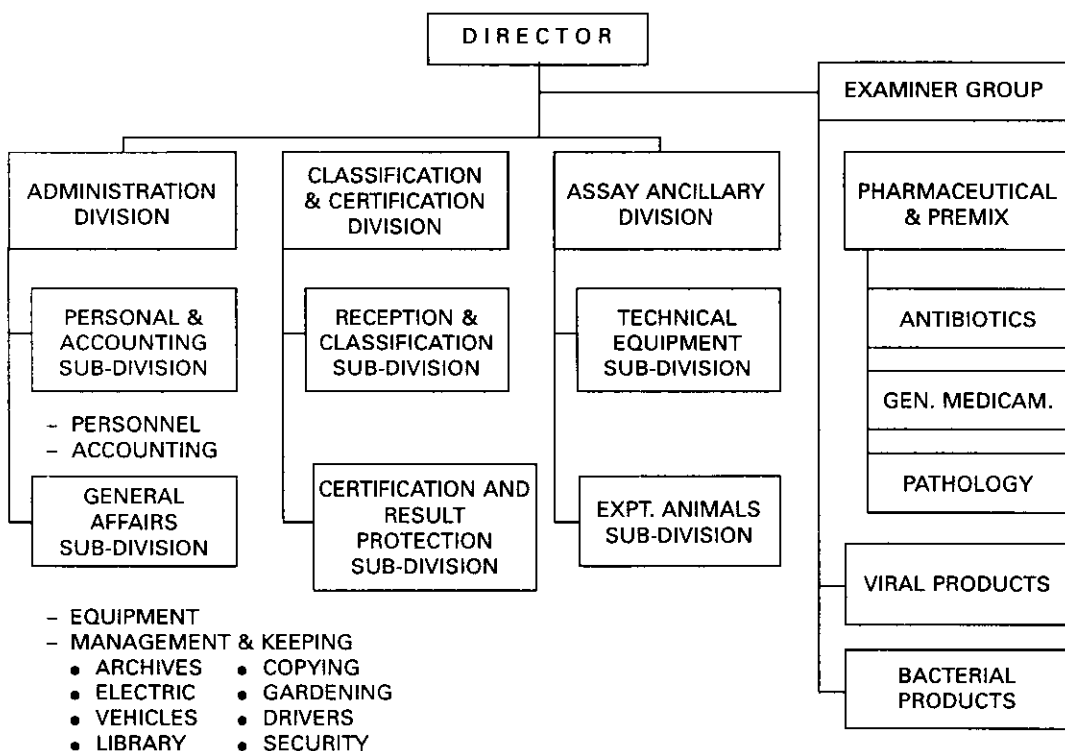 DIRECTOR
EXAMINER GROUP
ADMINISTRATION
DIVISION
CLASSIFICATION
& CERTIFICATION
DIVISION
ASSAY ANCILLARY
DIVISION
PHARMACEUTICAL
& PREMIX
PERSONAL &
ACCOUNTING
SUB-DIVISION
RECEPTION &
CLASSIFICATION
SUB-DIVISION
TECHNICAL
EQUIPMENT
SUB-DIVISION
ANTIBIOTICS
GEN. MEDICAM.
PATHOLOGY
– PERSONNEL
– ACCOUNTING
GENERAL
AFFAIRS
SUB-DIVISION
CERTIFICATION AND
RESULT
PROTECTION
SUB-DIVISION
EXPT. ANIMALS
SUB-DIVISION
VIRAL PRODUCTS
BACTERIAL
PRODUCTS
– EQUIPMENT
– MANAGEMENT & KEEPING
• ARCHIVES • COPYING
• ELECTRIC • GARDENING
• VEHICLES • DRIVERS
• LIBRARY • SECURITY